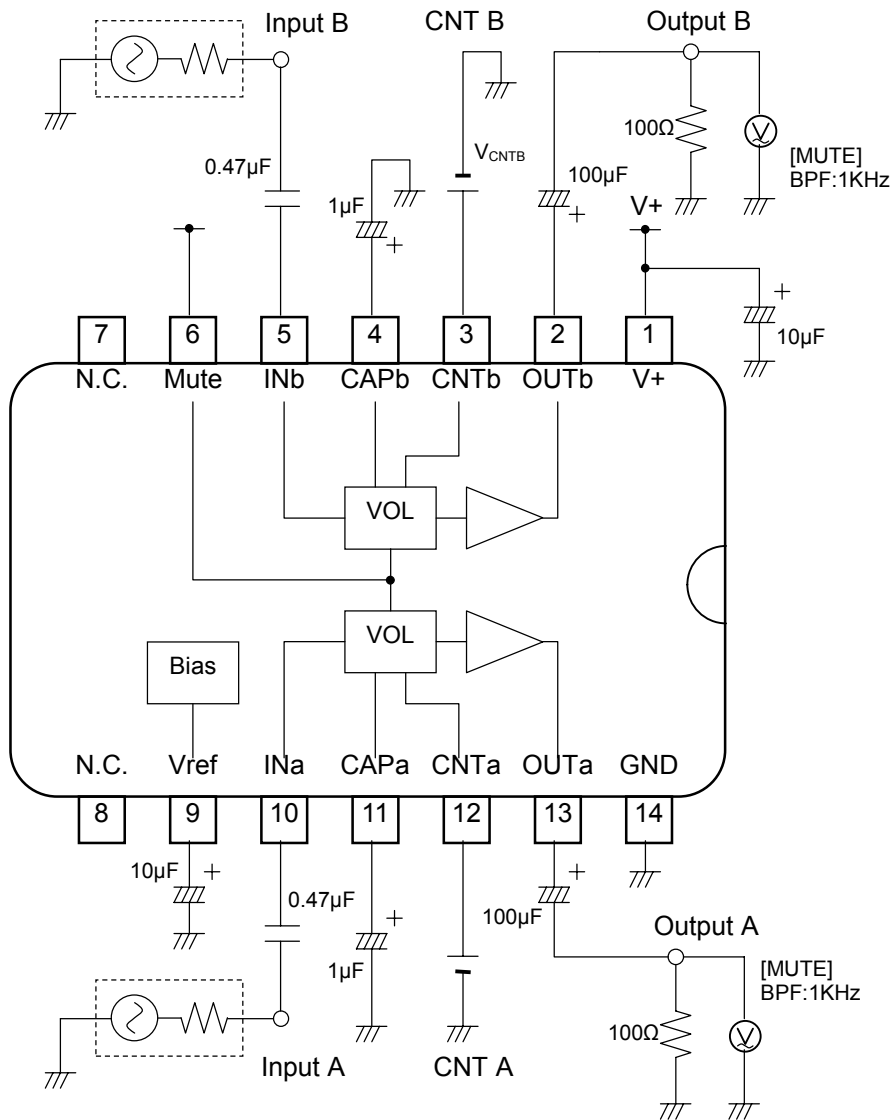 Input B
CNT B
Output B
0.47µF
1µF
VCNTB
100µF
100Ω
[MUTE]
BPF:1KHz
V+
10µF
7
6
5
4
3
2
1
N.C.
Mute
INb
CAPb
CNTb
OUTb
V+
VOL
VOL
Bias
N.C.
Vref
INa
CAPa
CNTa
OUTa
GND
8
9
10
11
12
13
14
10µF
0.47µF
1µF
100µF
Output A
[MUTE]
BPF:1KHz
100Ω
Input A
CNT A
+
+
+
+
+
+
V
V